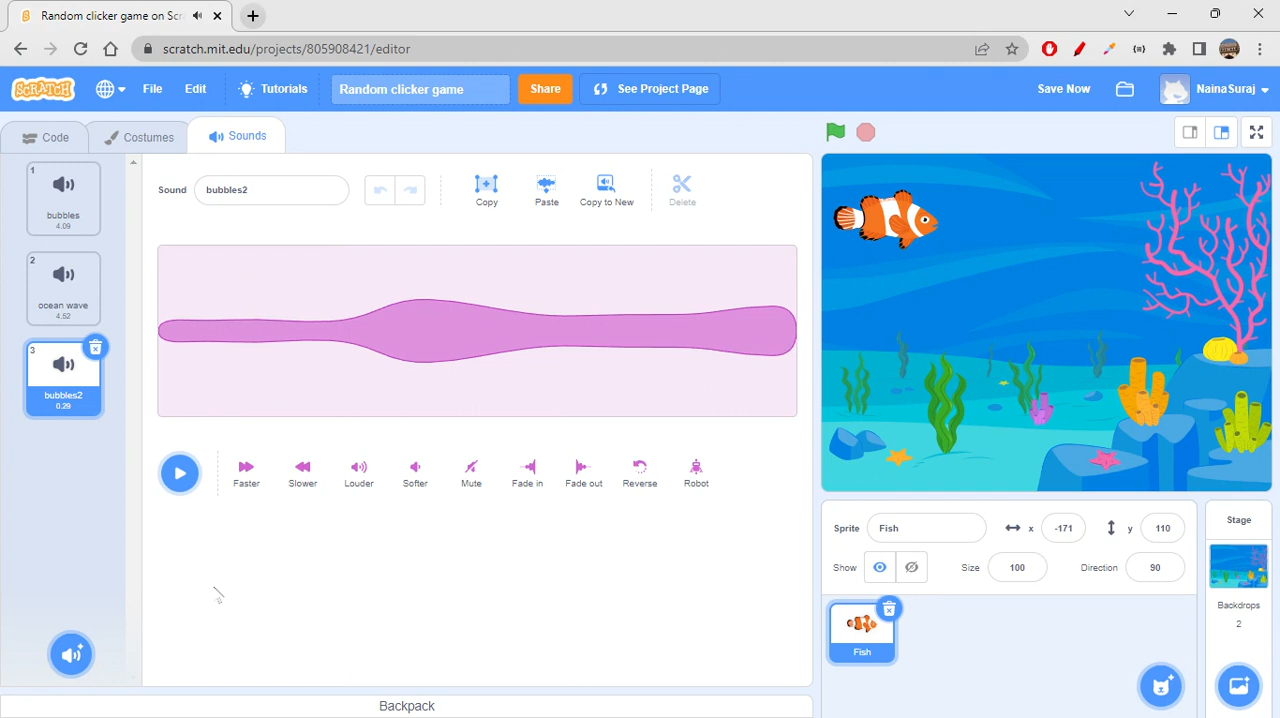 Random clicker game on Scr
scratch.mit.edu/projects/805908421/editor
SCRATCH File Edit Tutorials Random clicker game Share See Project Page Save Now NainaSuraj
Code Costumes Sounds
1
bubbles
4.09
2
ocean wave
4.52
3
bubbles2
0.29
Sound bubbles2
Copy Paste Copy to New Delete
Faster Slower Louder Softer Mute Fade in Fade out Reverse Robot
Sprite Fish x -171 y 110
Show Size 100 Direction 90
Fish
Stage
Backdrops
2
Backpack